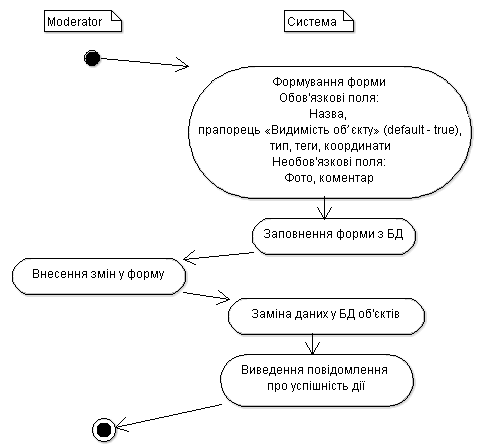 Moderator
Система
Формування форми
Обов'язкові поля:
Назва,
прапорець «Видимість об'єкту» (default - true),
тип, теги, координати
Необов'язкові поля:
Фото, коментар
Заповнення форми з БД
Внесення змін у форму
Заміна даних у БД об'єктів
Виведення повідомлення
про успішність дії